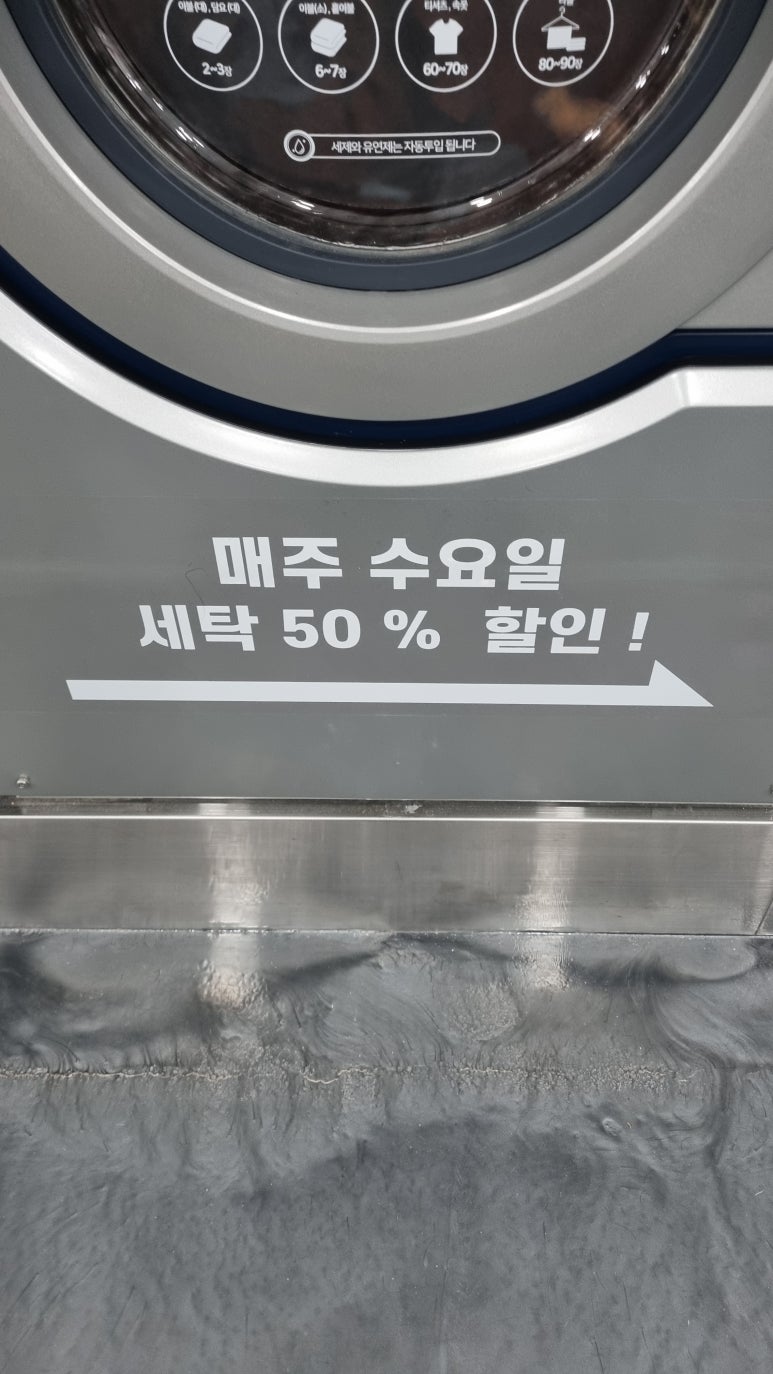 이불(대), 담요(대)
2~3장
이불(소), 홑이불
6~7장
티셔츠, 속옷
60~70장
80~90장
세제와 유연제는 자동투입 됩니다
매주 수요일
세탁 50 % 할인 !